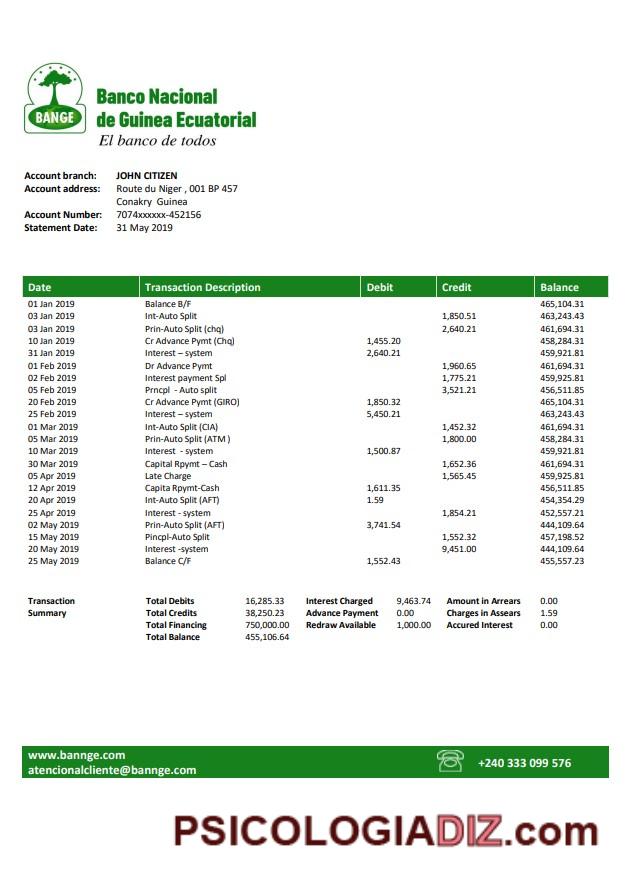 BANGE
Banco Nacional
de Guinea Ecuatorial
El banco de todos
Account branch: JOHN CITIZEN
Account address: Route du Niger , 001 BP 457
Conakry Guinea
Account Number: 7074xxxxxx-452156
Statement Date: 31 May 2019
Date Transaction Description Debit Credit Balance
01 Jan 2019 Balance B/F 465,104.31
03 Jan 2019 Int-Auto Split 1,850.51 463,243.43
03 Jan 2019 Prin-Auto Split (chq) 2,640.21 461,694.31
10 Jan 2019 Cr Advance Pymt (Chq) 1,455.20 458,284.31
31 Jan 2019 Interest – system 2,640.21 459,921.81
01 Feb 2019 Dr Advance Pymt 1,960.65 461,694.31
02 Feb 2019 Interest payment Spl 1,775.21 459,925.81
05 Feb 2019 Prncpl - Auto split 3,521.21 456,511.85
20 Feb 2019 Cr Advance Pymt (GIRO) 1,850.32 465,104.31
25 Feb 2019 Interest – system 5,450.21 463,243.43
01 Mar 2019 Int-Auto Split (CIA) 1,452.32 461,694.31
05 Mar 2019 Prin-Auto Split (ATM ) 1,800.00 458,284.31
10 Mar 2019 Interest - system 1,500.87 459,921.81
30 Mar 2019 Capital Rpymt – Cash 1,652.36 461,694.31
05 Apr 2019 Late Charge 1,565.45 459,925.81
12 Apr 2019 Capita Rpymt-Cash 1,611.35 456,511.85
20 Apr 2019 Int-Auto Split (AFT) 1.59 454,354.29
25 Apr 2019 Interest - system 1,854.21 452,557.21
02 May 2019 Prin-Auto Split (AFT) 3,741.54 444,109.64
15 May 2019 Pincpl-Auto Split 1,552.32 457,198.52
20 May 2019 Interest -system 9,451.00 444,109.64
25 May 2019 Balance C/F 1,552.43 455,557.23
Transaction Total Debits 16,285.33 Interest Charged 9,463.74 Amount in Arrears 0.00
Summary Total Credits 38,250.23 Advance Payment 0.00 Charges in Assears 1.59
Total Financing 750,000.00 Redraw Available 1,000.00 Accured Interest 0.00
Total Balance 455,106.64
www.bannge.com
atencionalcliente@bannge.com
+240 333 099 576
PSICOLOGIADIZ.com